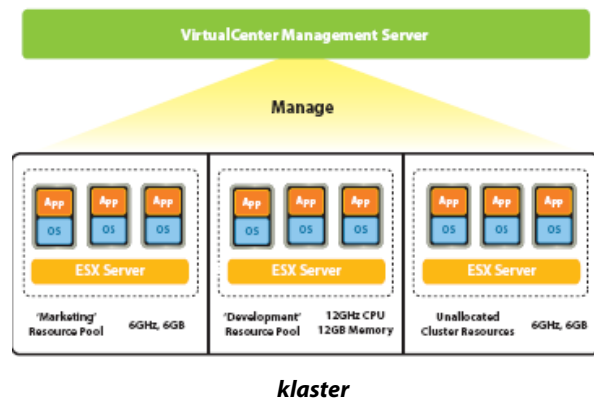 VirtualCenter Management Server
Manage
App App App App App App App App App
OS OS OS OS OS OS OS OS OS
ESX Server ESX Server ESX Server
'Marketing' Resource Pool 6GHz, 6GB
'Development' Resource Pool 12GHz CPU 12GB Memory
Unallocated Cluster Resources 6GHz, 6GB
klaster